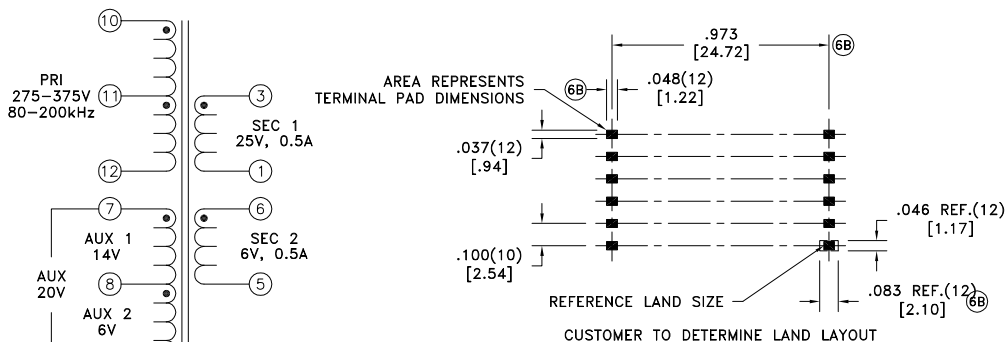 10
PRI
275-375V
80-200kHz
11
12
3
SEC 1
25V, 0.5A
1
7
AUX 1
14V
AUX
20V
8
AUX 2
6V
6
SEC 2
6V, 0.5A
5
.973
[24.72]
6B
AREA REPRESENTS
TERMINAL PAD DIMENSIONS
6B
.048(12)
[1.22]
.037(12)
[.94]
.100(10)
[2.54]
.046 REF.(12)
[1.17]
REFERENCE LAND SIZE
.083 REF.(12)
[2.10]
6B
CUSTOMER TO DETERMINE LAND LAYOUT